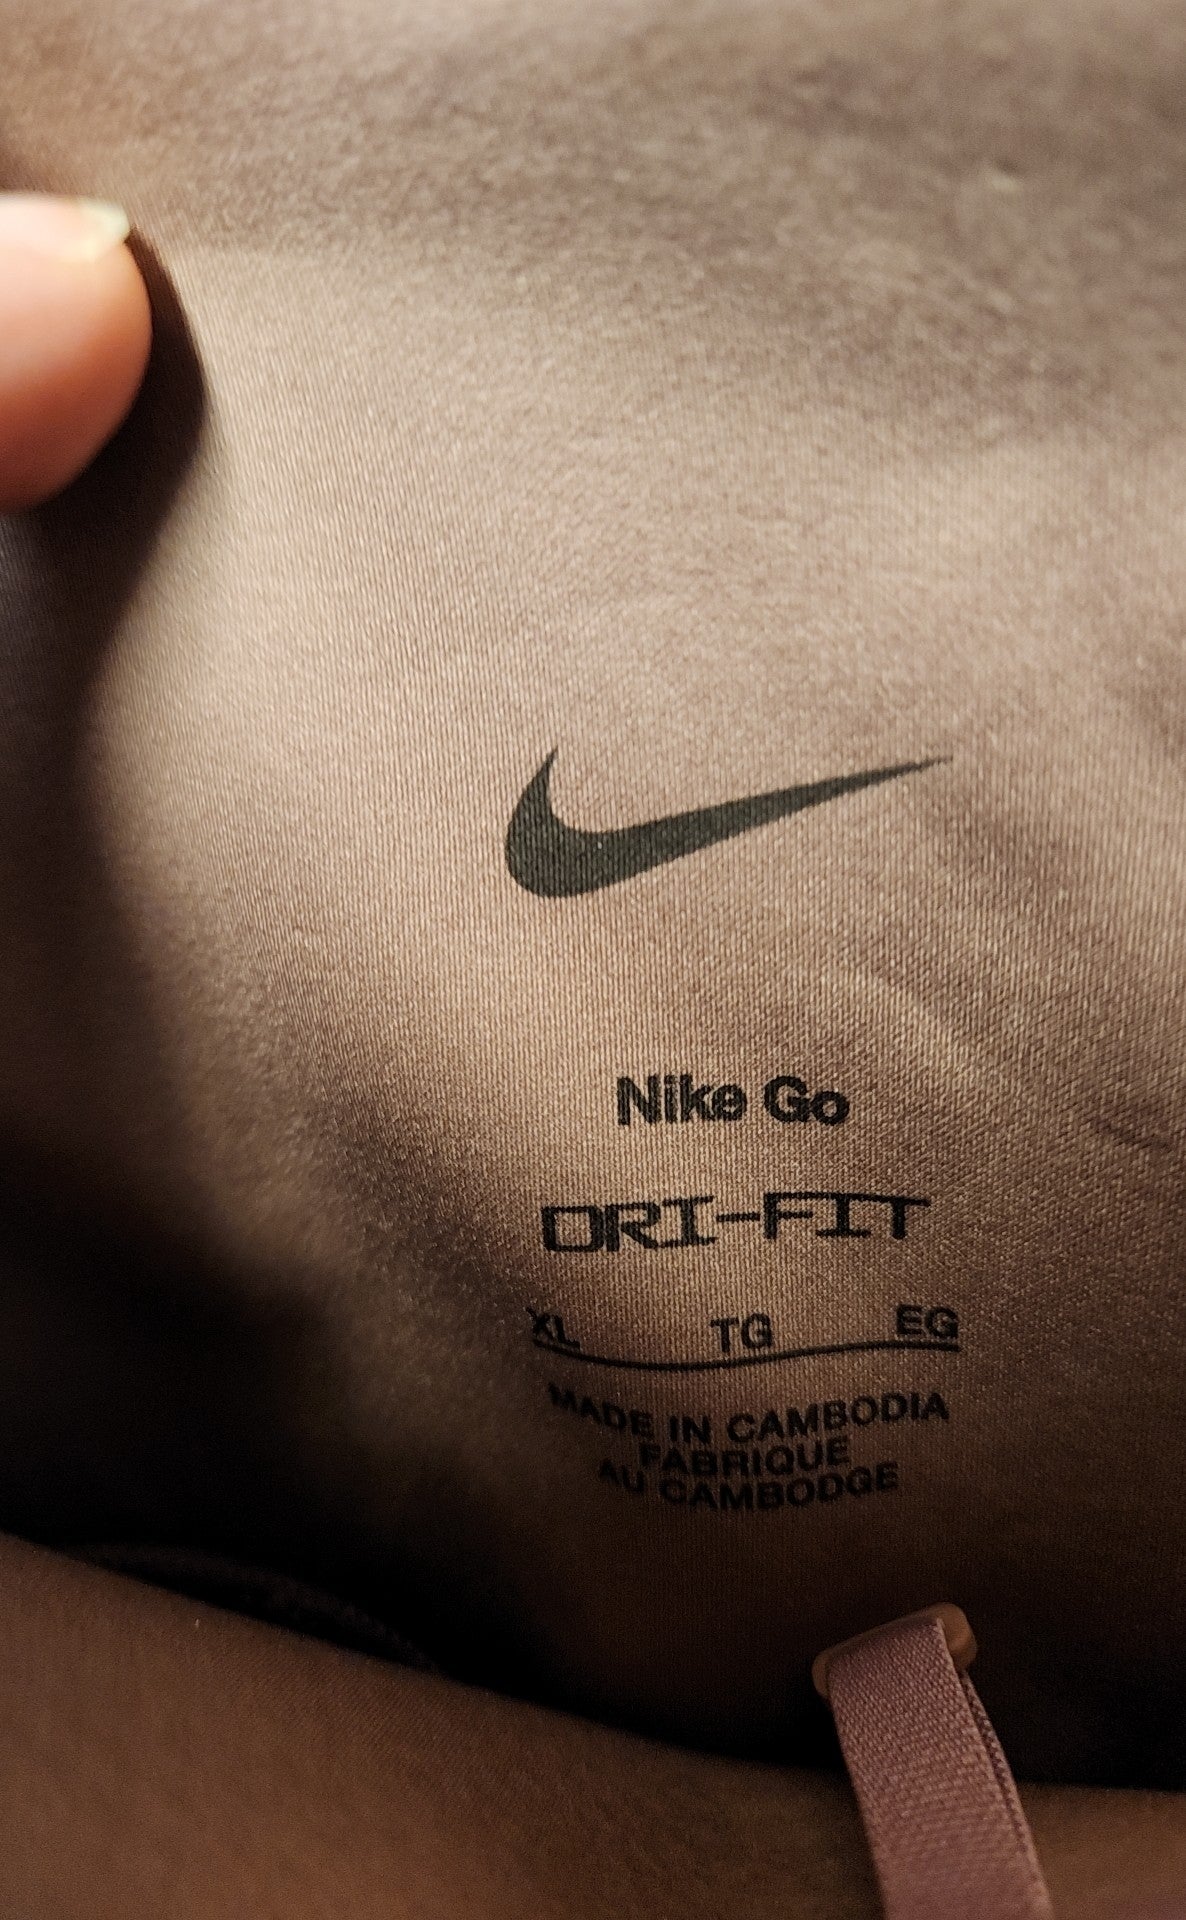 Nike Go
DRI-FIT
XL TG EG
MADE IN CAMBODIA
FABRIQUE
AU CAMBODGE